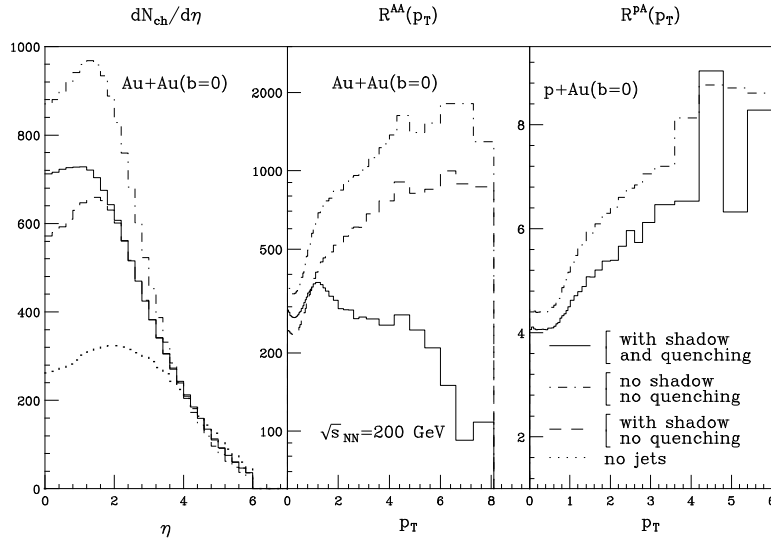 dN_ch/dη
R^AA(p_T)
R^pA(p_T)
1000
800
600
400
200
0
Au+Au(b=0)
0
2
4
6
η
2000
1000
500
200
100
Au+Au(b=0)
√s_NN=200 GeV
0
2
4
6
8
p_T
8
6
4
2
p+Au(b=0)
with shadow
and quenching
no shadow
no quenching
with shadow
no quenching
no jets
0
1
2
3
4
5
6
p_T